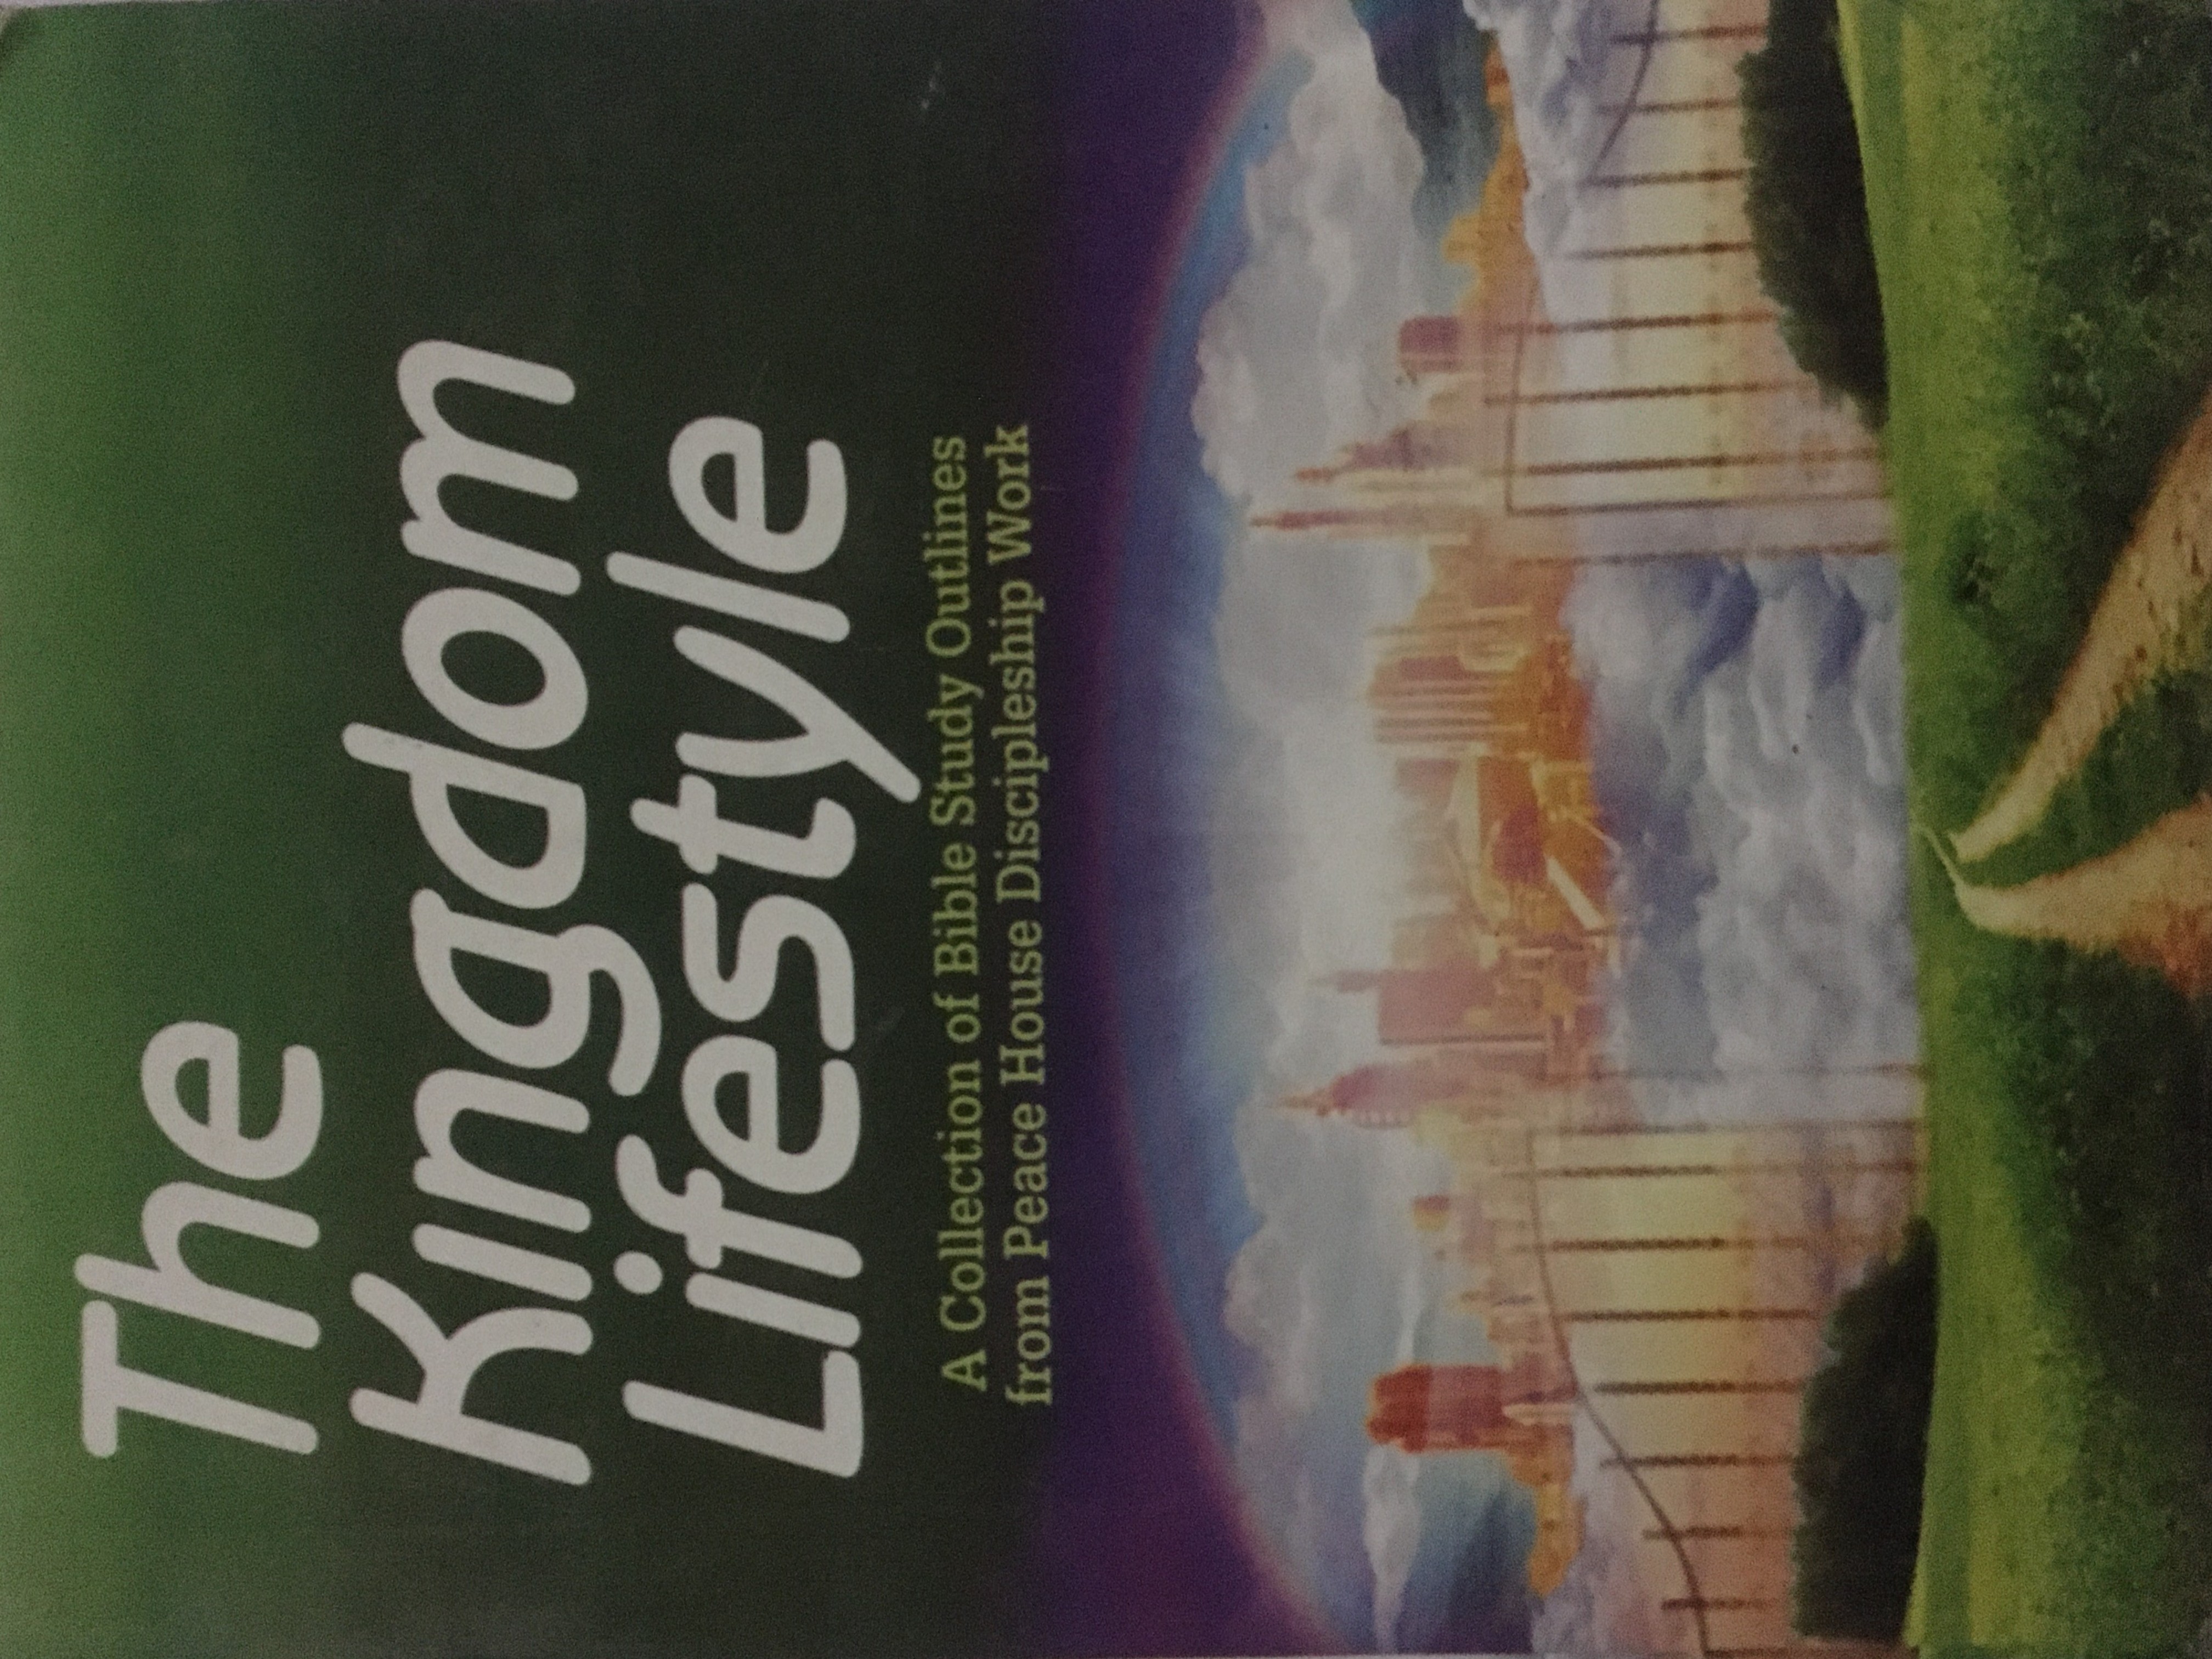 The
Kingdom
Lifestyle
A Collection of Bible Study Outlines
from Peace House Discipleship Work